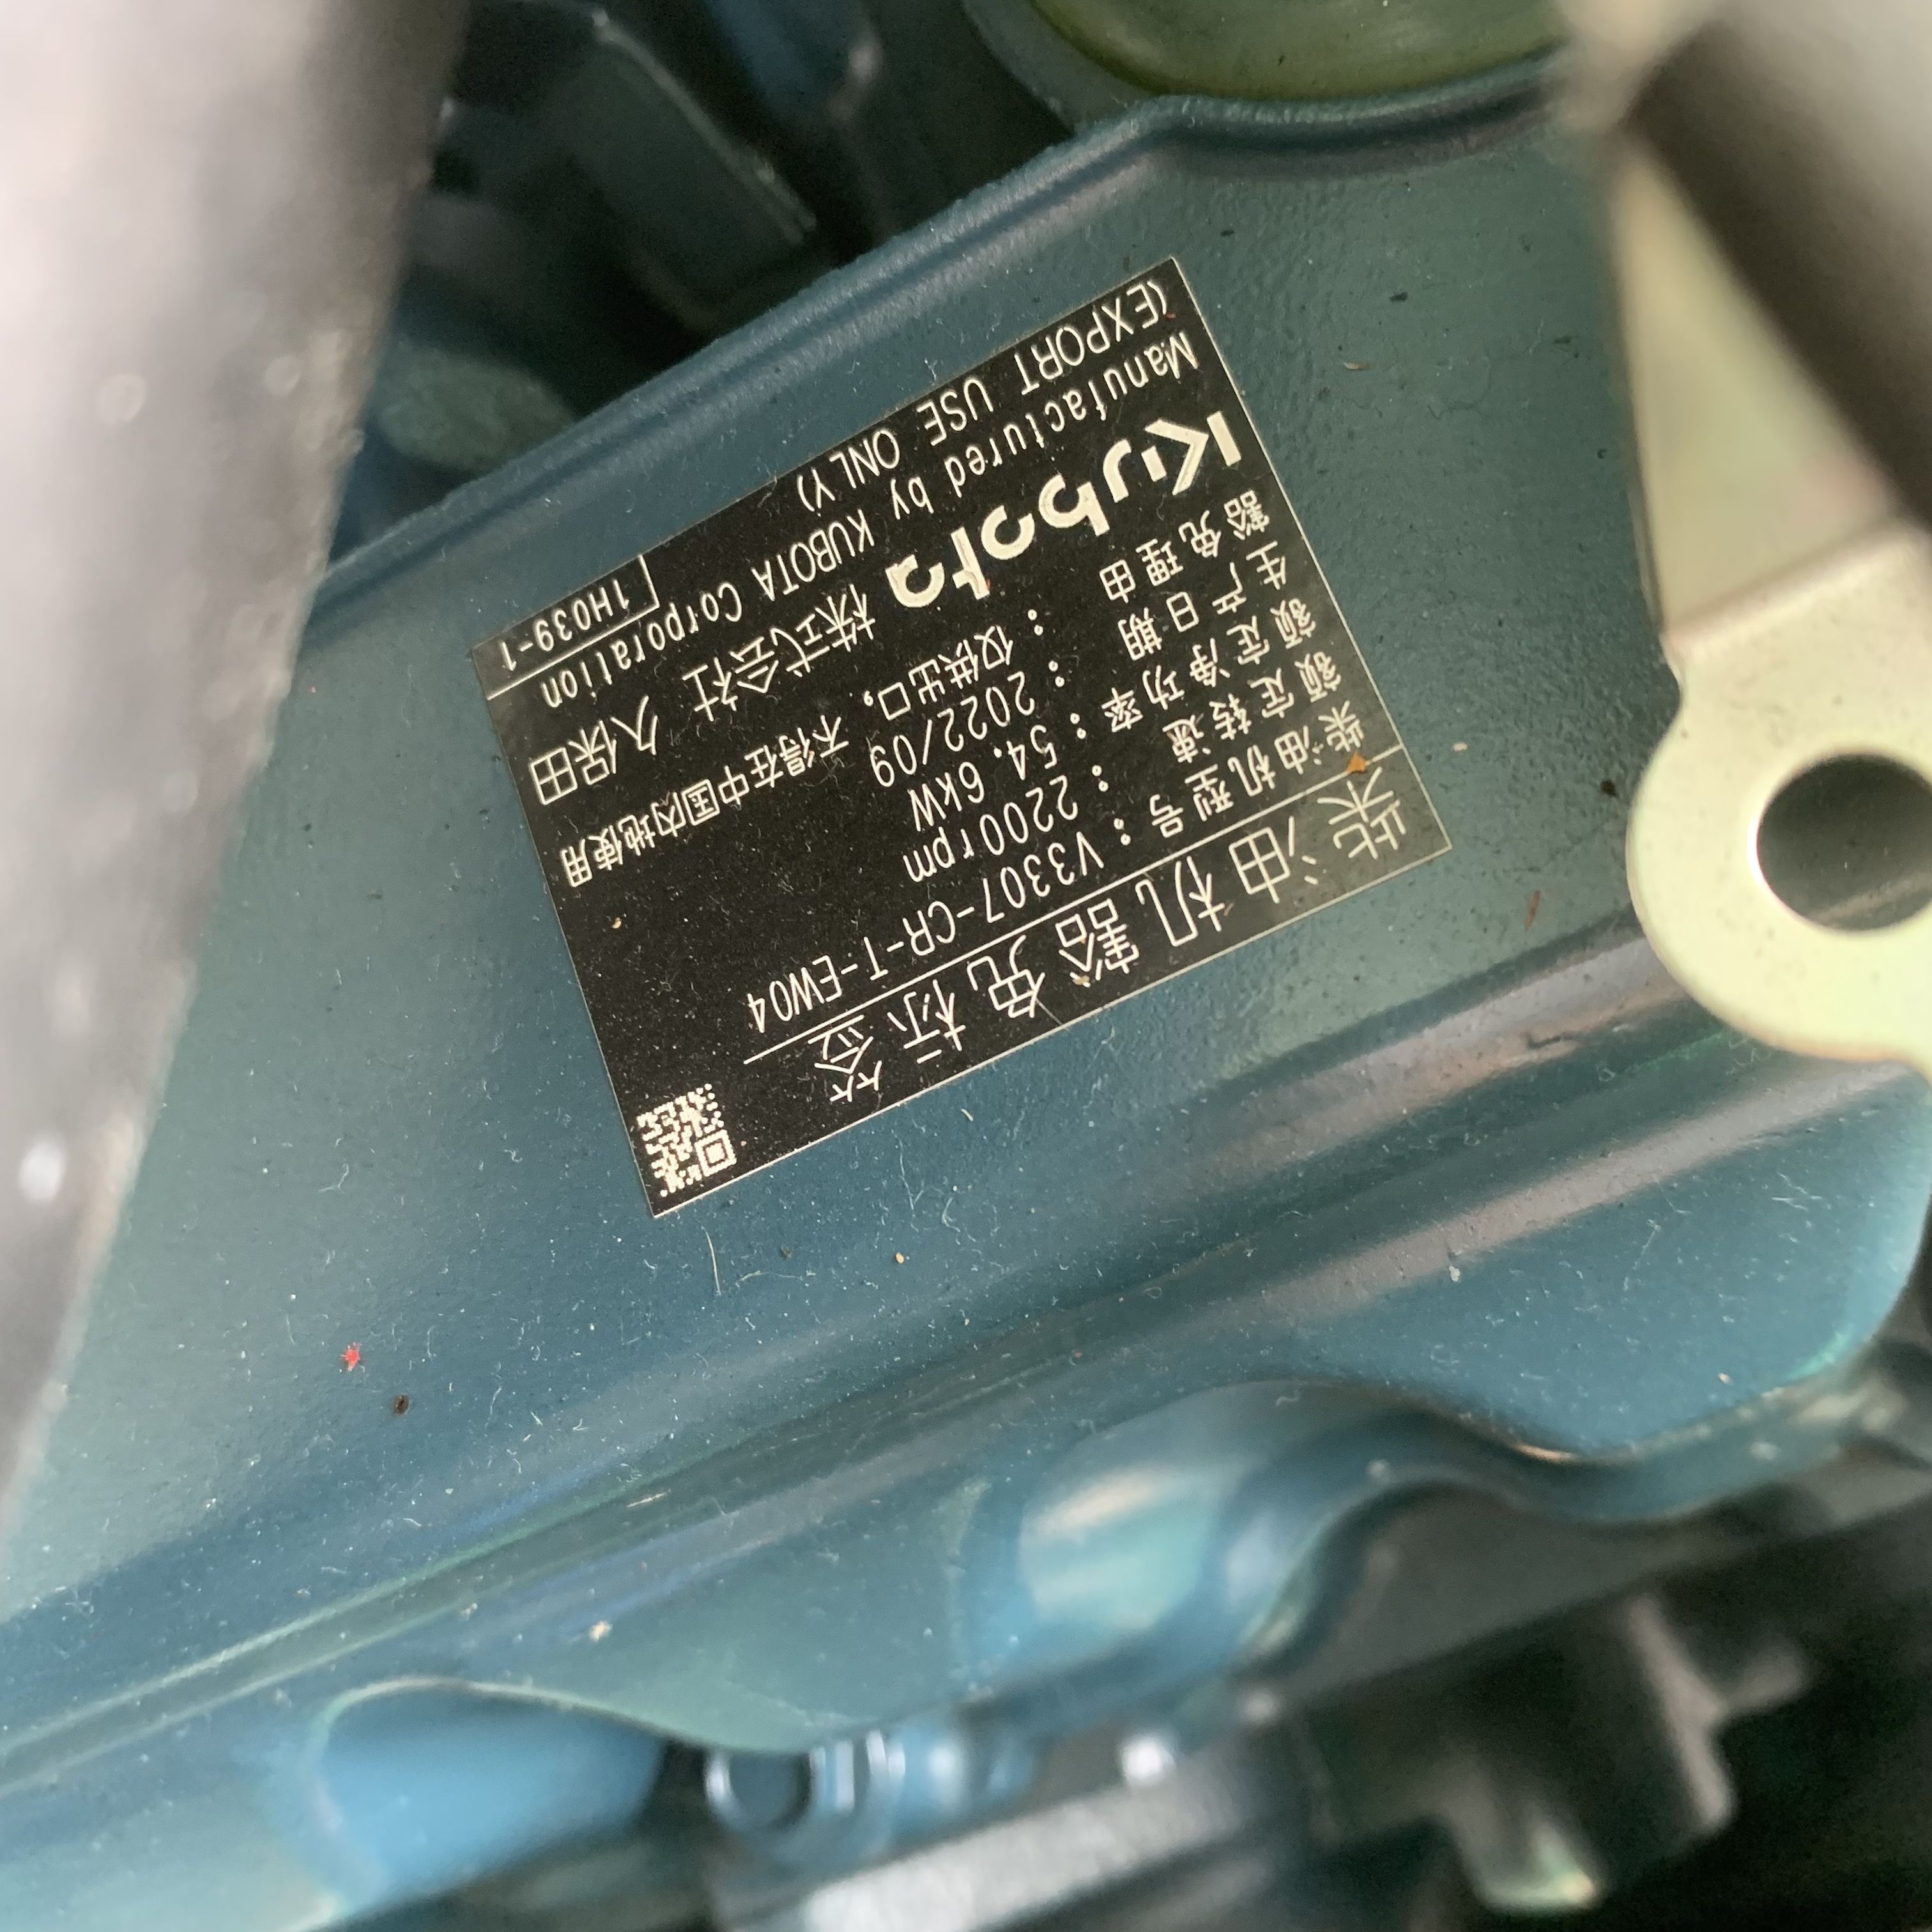 柴油机豁免标签
柴油机型号：V3307-CR-T-EW04
额定转速：2200rpm
额定净功率：54.6kW
生产日期：2022/09
豁免理由：仅供出口，不得在中国内地使用
Kubota 株式会社 久保田
Manufactured by KUBOTA Corporation
(EXPORT USE ONLY) 1H039-1